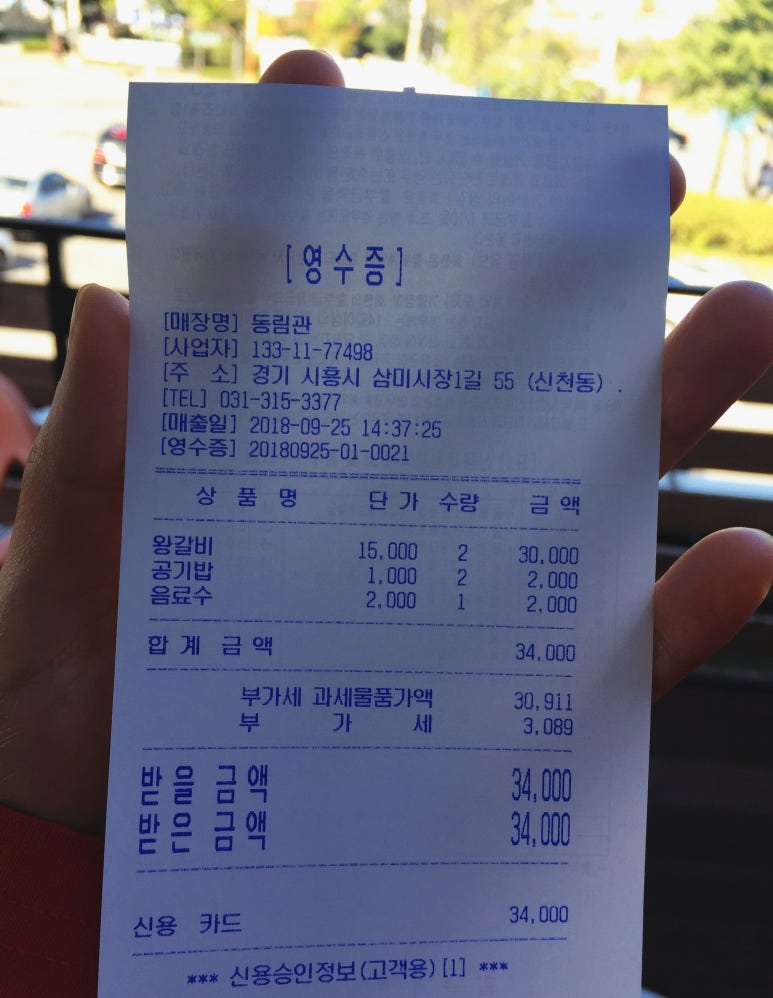 [영수증]
[매장명] 동림관
[사업자] 133-11-77498
[주 소] 경기 시흥시 삼미시장1길 55 (신천동) .
[TEL] 031-315-3377
[매출일] 2018-09-25 14:37:25
[영수증] 20180925-01-0021
상 품 명 단 가 수량 금 액
왕갈비 15,000 2 30,000
공기밥 1,000 2 2,000
음료수 2,000 1 2,000
합 계 금 액 34,000
부가세 과세물품가액 30,911
부 가 세 3,089
받 을 금 액 34,000
받 은 금 액 34,000
신용 카드 34,000
*** 신용승인정보(고객용) [1] ***